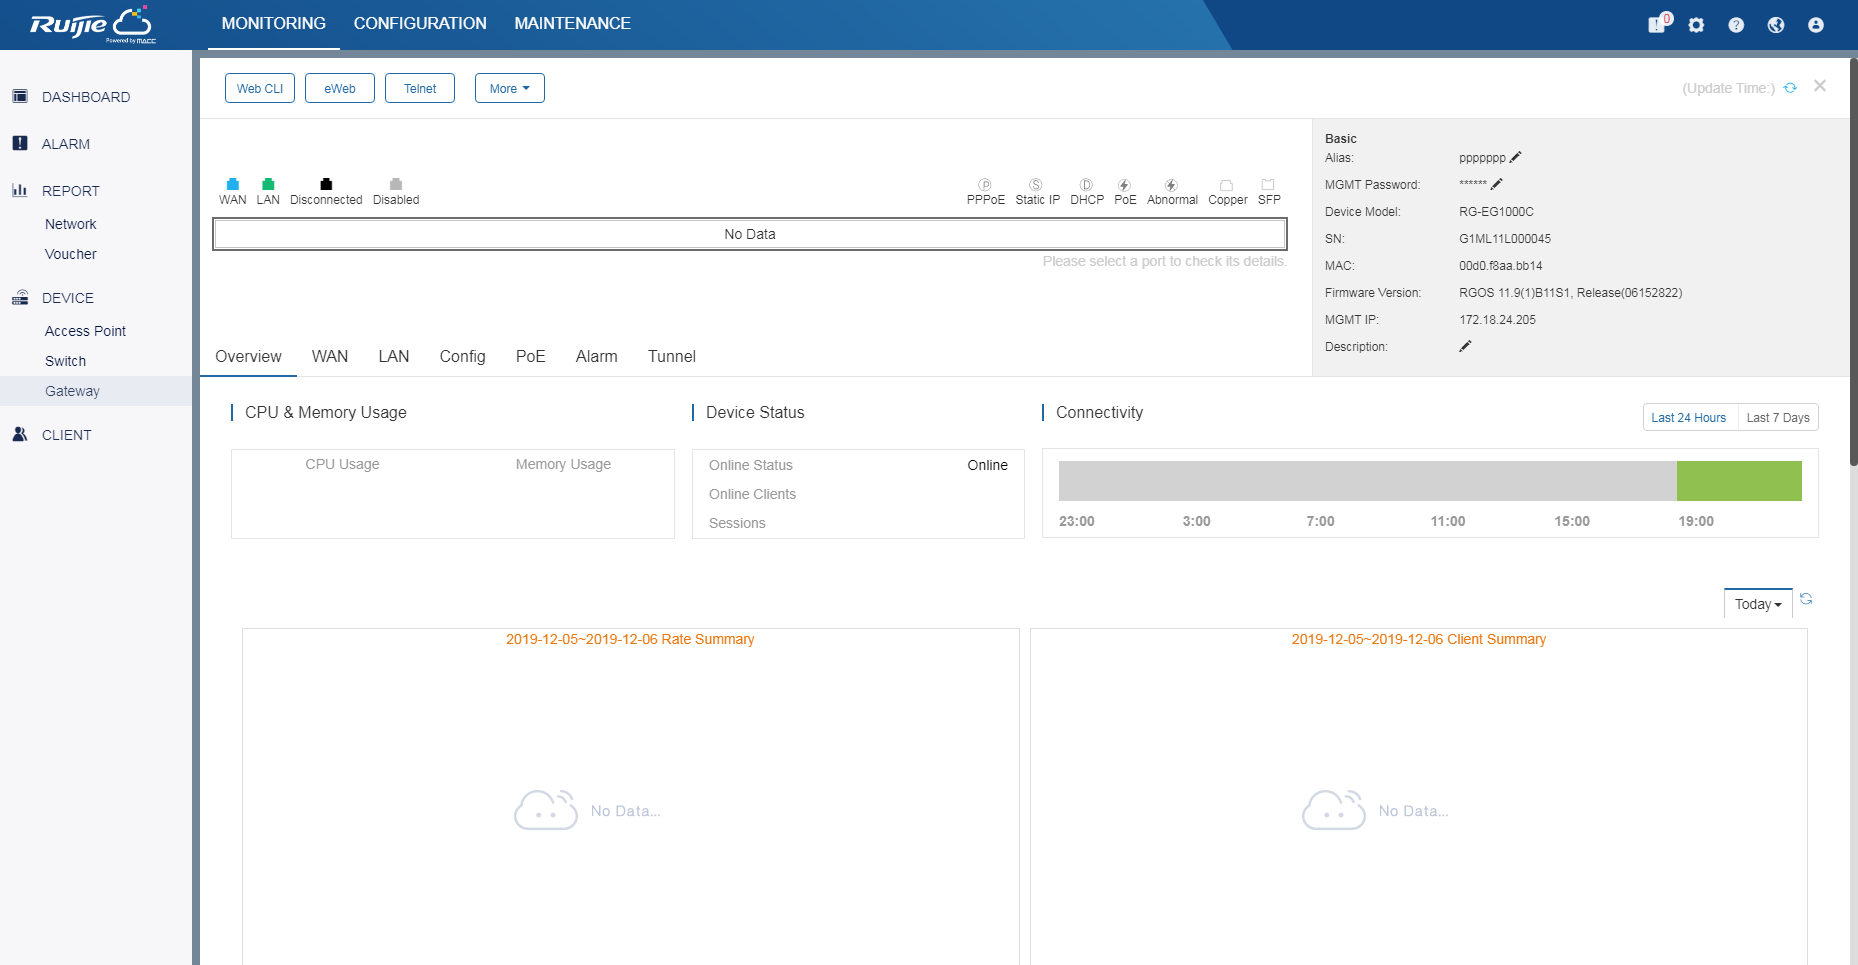 Ruijie
Powered by MACC
MONITORING CONFIGURATION MAINTENANCE
0
DASHBOARD
ALARM
REPORT
Network
Voucher
DEVICE
Access Point
Switch
Gateway
CLIENT
Web CLI eWeb Telnet More
(Update Time:)
WAN LAN Disconnected Disabled
PPPoE Static IP DHCP PoE Abnormal Copper SFP
No Data
Please select a port to check its details.
Basic
Alias: ppppppp
MGMT Password: ******
Device Model: RG-EG1000C
SN: G1ML11L000045
MAC: 00d0.f8aa.bb14
Firmware Version: RGOS 11.9(1)B11S1, Release(06152822)
MGMT IP: 172.18.24.205
Description:
Overview WAN LAN Config PoE Alarm Tunnel
CPU & Memory Usage
CPU Usage Memory Usage
Device Status
Online Status Online
Online Clients
Sessions
Connectivity
Last 24 Hours Last 7 Days
23:00 3:00 7:00 11:00 15:00 19:00
Today
2019-12-05~2019-12-06 Rate Summary
No Data...
2019-12-05~2019-12-06 Client Summary
No Data...